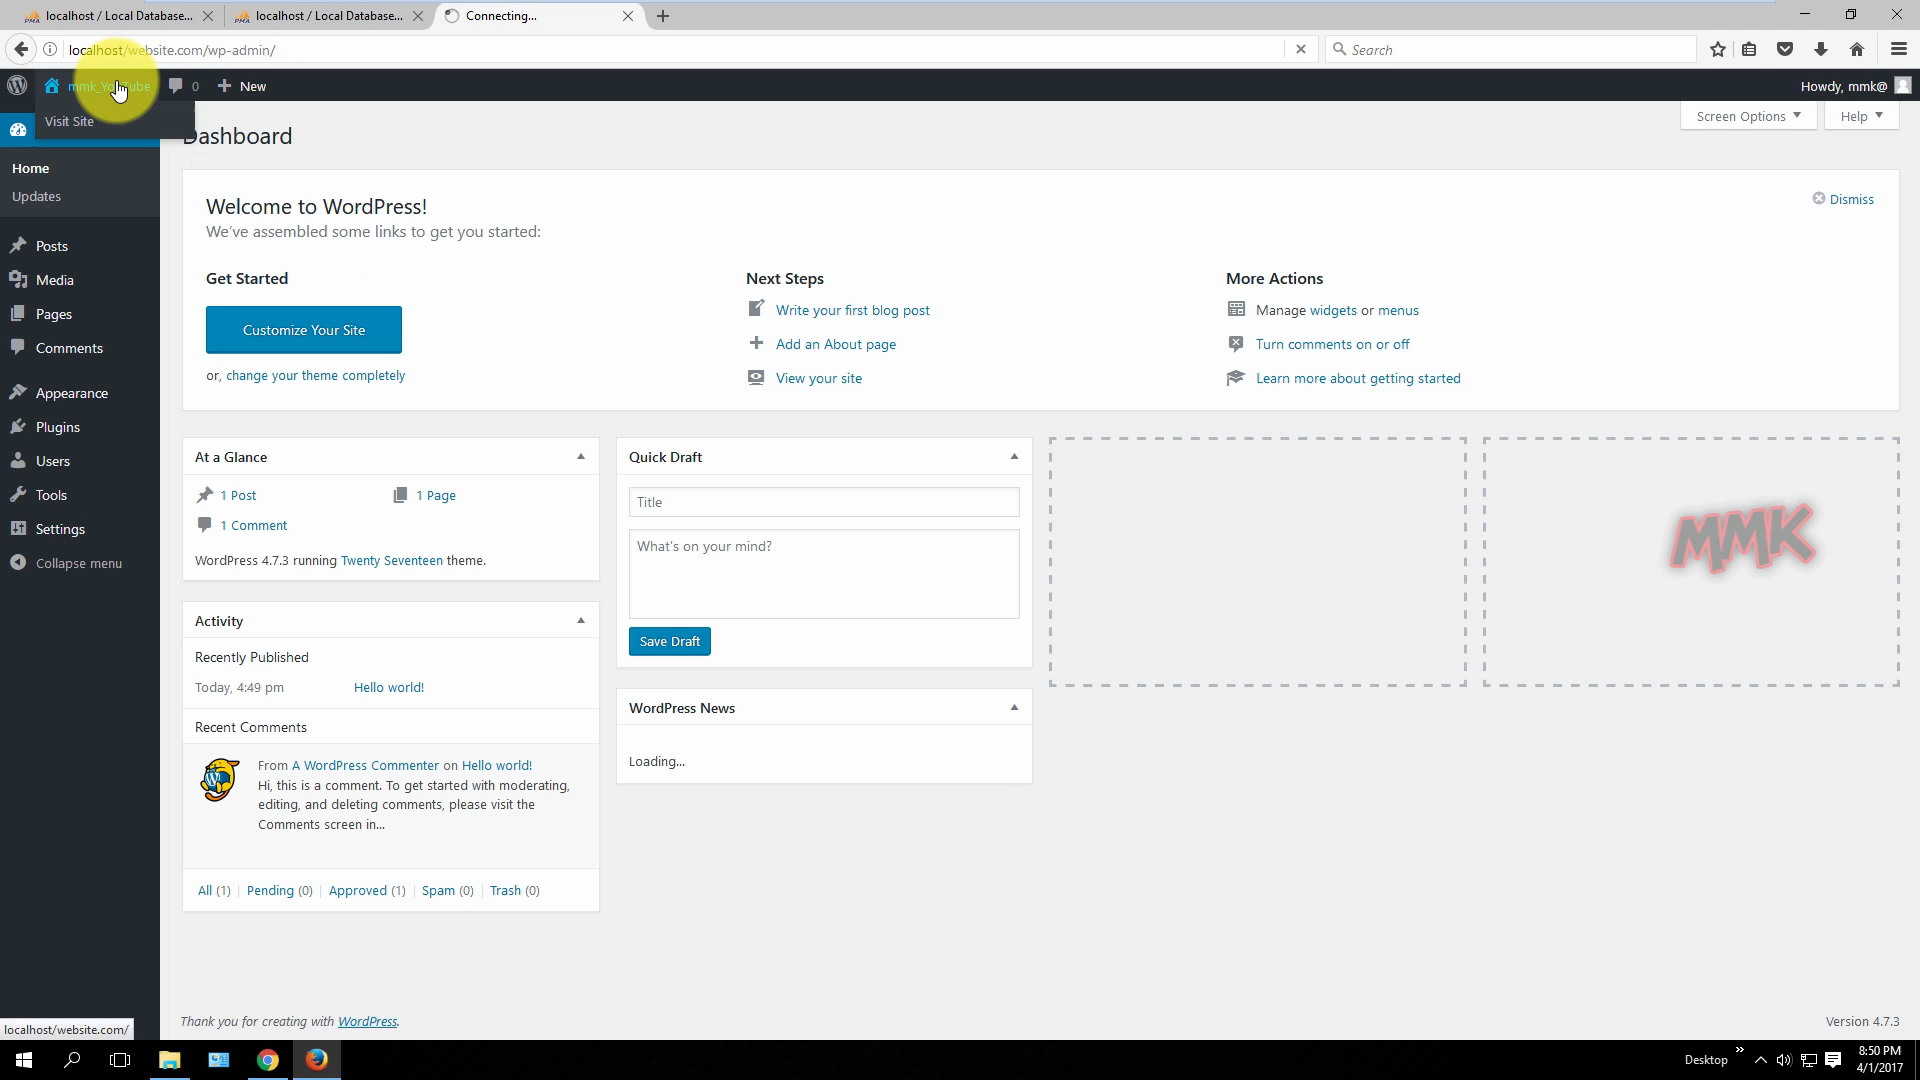 localhost / Local Database...
localhost / Local Database...
Connecting...
localhost/website.com/wp-admin/
Search
mmk_YouTube
0
New
Howdy, mmk@
Visit Site
Dashboard
Screen Options
Help
Home
Updates
Posts
Media
Pages
Comments
Appearance
Plugins
Users
Tools
Settings
Collapse menu
Welcome to WordPress!
We've assembled some links to get you started:
Dismiss
Get Started
Customize Your Site
or, change your theme completely
Next Steps
Write your first blog post
Add an About page
View your site
More Actions
Manage widgets or menus
Turn comments on or off
Learn more about getting started
At a Glance
1 Post
1 Page
1 Comment
WordPress 4.7.3 running Twenty Seventeen theme.
Activity
Recently Published
Today, 4:49 pm
Hello world!
Recent Comments
From A WordPress Commenter on Hello world!
Hi, this is a comment. To get started with moderating,
editing, and deleting comments, please visit the
Comments screen in...
All (1) | Pending (0) | Approved (1) | Spam (0) | Trash (0)
Quick Draft
Title
What's on your mind?
Save Draft
WordPress News
Loading...
MMK
Thank you for creating with WordPress.
Version 4.7.3
localhost/website.com/
Desktop
8:50 PM
4/1/2017